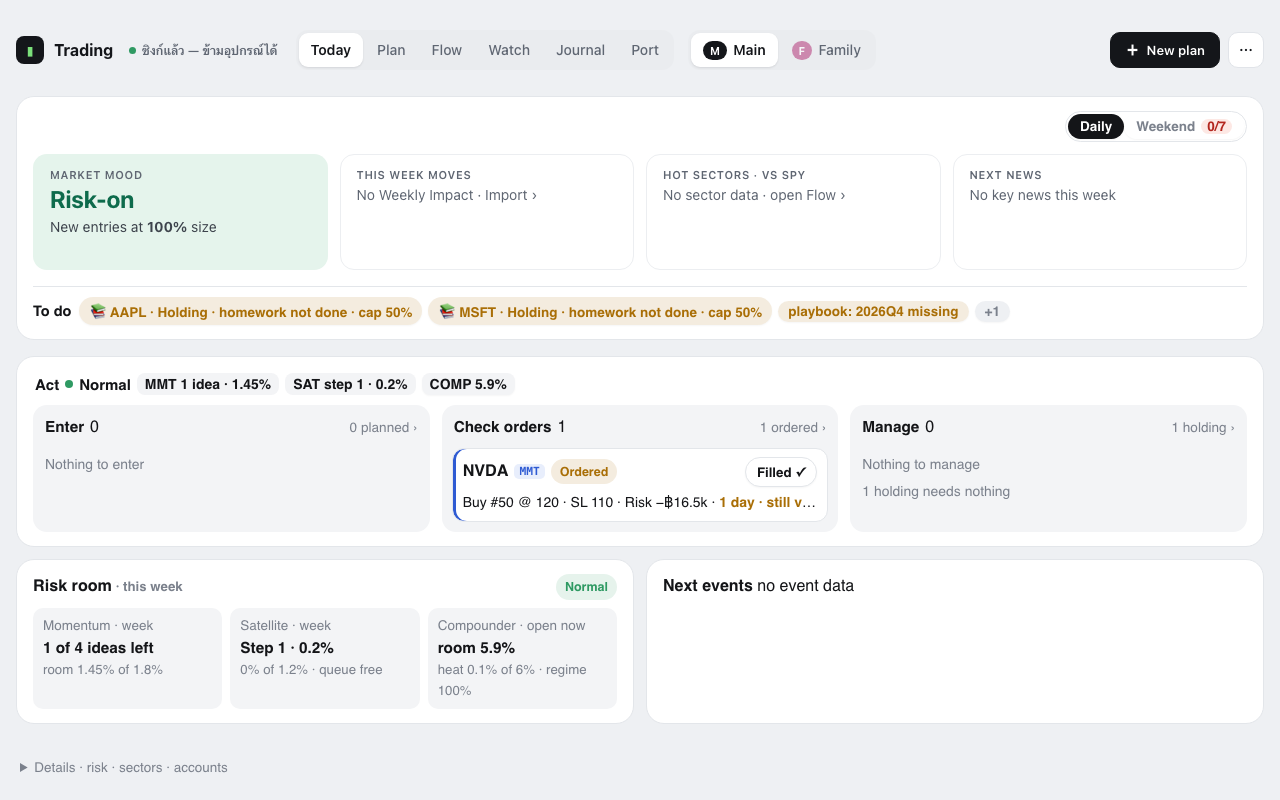 Trading
ซิงก์แล้ว — ข้ามอุปกรณ์ได้
Today Plan Flow Watch Journal Port
M Main F Family
+ New plan ...
Daily Weekend 0/7
MARKET MOOD
Risk-on
New entries at 100% size
THIS WEEK MOVES
No Weekly Impact · Import ›
HOT SECTORS · VS SPY
No sector data · open Flow ›
NEXT NEWS
No key news this week
To do
AAPL · Holding · homework not done · cap 50%
MSFT · Holding · homework not done · cap 50%
playbook: 2026Q4 missing
+1
Act Normal MMT 1 idea · 1.45% SAT step 1 · 0.2% COMP 5.9%
Enter 0 0 planned ›
Nothing to enter
Check orders 1 1 ordered ›
NVDA MMT Ordered Filled ✓
Buy #50 @ 120 · SL 110 · Risk −฿16.5k · 1 day · still v…
Manage 0 1 holding ›
Nothing to manage
1 holding needs nothing
Risk room · this week Normal
Momentum · week
1 of 4 ideas left
room 1.45% of 1.8%
Satellite · week
Step 1 · 0.2%
0% of 1.2% · queue free
Compounder · open now
room 5.9%
heat 0.1% of 6% · regime
100%
Next events no event data
Details · risk · sectors · accounts